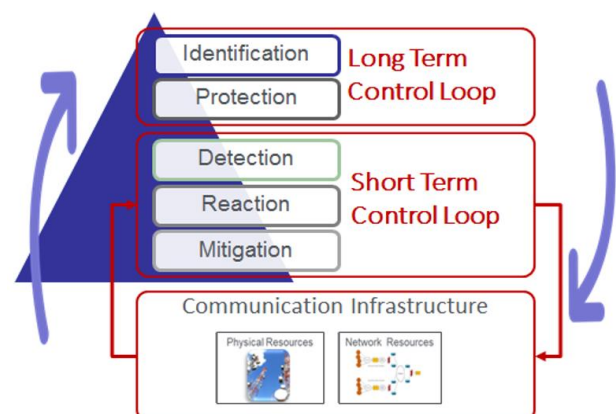 Identification
Protection
Long Term
Control Loop
Detection
Reaction
Mitigation
Short Term
Control Loop
Communication Infrastructure
Physical Resources
Network Resources